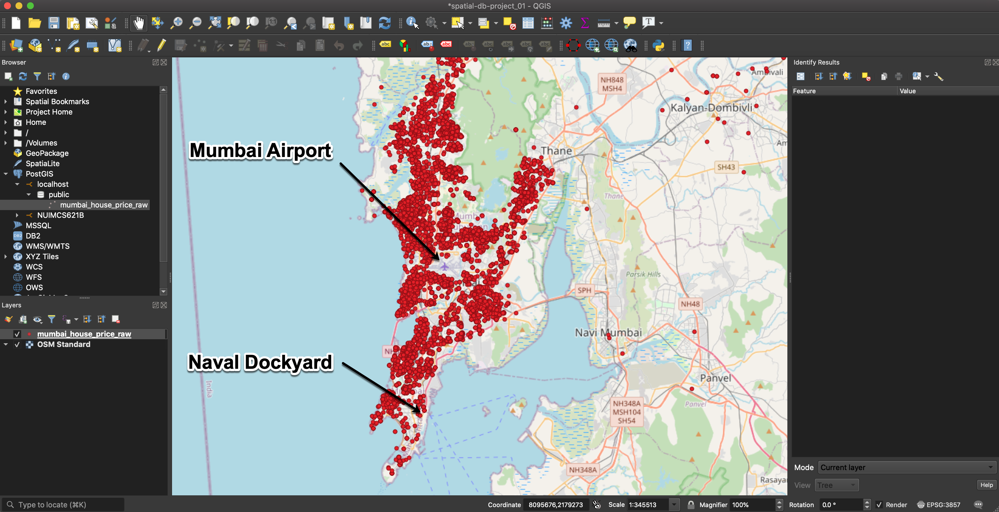 *spatial-db-project_01 - QGIS
Browser
Favorites
Spatial Bookmarks
Project Home
Home
/
/Volumes
GeoPackage
SpatiaLite
PostGIS
localhost
public
mumbai_house_price_raw
NUIMCS621B
MSSQL
DB2
WMS/WMTS
XYZ Tiles
WCS
WFS
OWS
Layers
mumbai_house_price_raw
OSM Standard
Mumbai Airport
Naval Dockyard
India
NH848
MSH4
Ambivali
Kalyan-Dombivli
Thane
SH43
Thane
Parsik Hills
SPH
NH48
Navi Mumbai
Panvel
Panvel
NH348A
MSH104
SH54
NH348A
Identify Results
Feature Value
Mode Current layer
View Tree
Help
Type to locate (⌘K)
Coordinate 8095676,2179273
Scale 1:345513
Magnifier 100%
Rotation 0.0 °
Render
EPSG:3857